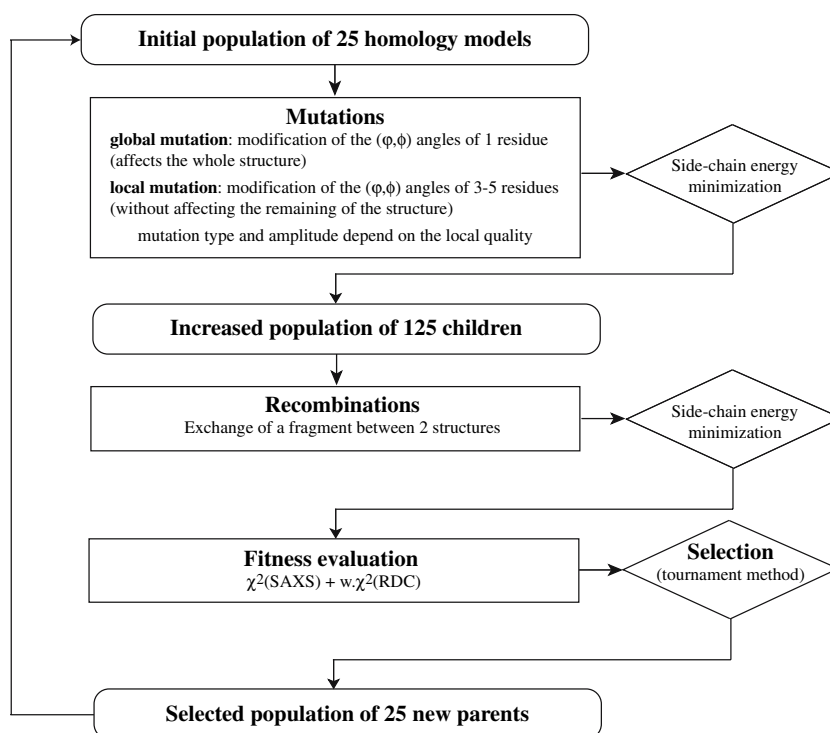 Initial population of 25 homology models
Mutations
global mutation: modification of the (φ,ϕ) angles of 1 residue
(affects the whole structure)
local mutation: modification of the (φ,ϕ) angles of 3-5 residues
(without affecting the remaining of the structure)
mutation type and amplitude depend on the local quality
Side-chain energy
minimization
Increased population of 125 children
Recombinations
Exchange of a fragment between 2 structures
Side-chain energy
minimization
Fitness evaluation
χ²(SAXS) + w.χ²(RDC)
Selection
(tournament method)
Selected population of 25 new parents